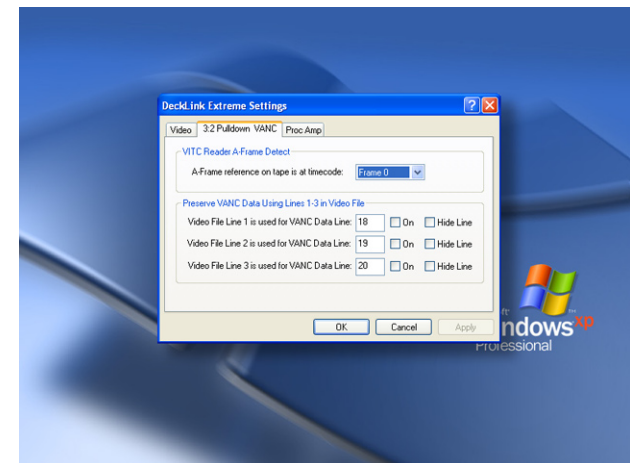 DeckLink Extreme Settings
Video 3:2 Pulldown VANC Proc Amp
VITC Reader A-Frame Detect
A-Frame reference on tape is at timecode: Frame 0
Preserve VANC Data Using Lines 1-3 in Video File
Video File Line 1 is used for VANC Data Line: 18 On Hide Line
Video File Line 2 is used for VANC Data Line: 19 On Hide Line
Video File Line 3 is used for VANC Data Line: 20 On Hide Line
OK Cancel Apply
ft
ndows xp
Professional